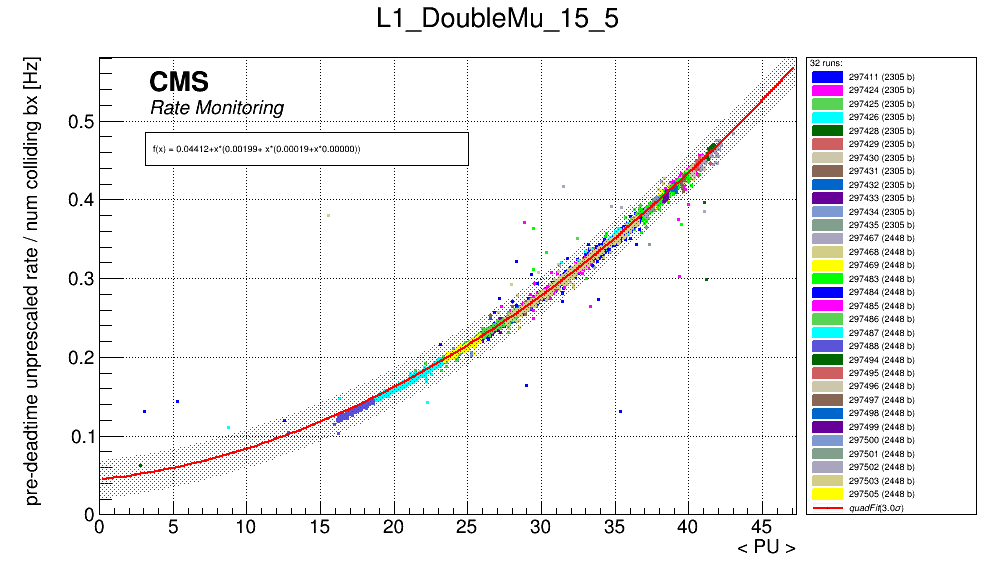 L1_DoubleMu_15_5
pre-deadtime unprescaled rate / num colliding bx [Hz]
CMS
Rate Monitoring
f(x) = 0.04412+x*(0.00199+ x*(0.00019+x*0.00000))
0.5
0.4
0.3
0.2
0.1
0
0 5 10 15 20 25 30 35 40 45
< PU >
32 runs:
297411 (2305 b)
297424 (2305 b)
297425 (2305 b)
297426 (2305 b)
297428 (2305 b)
297429 (2305 b)
297430 (2305 b)
297431 (2305 b)
297432 (2305 b)
297433 (2305 b)
297434 (2305 b)
297435 (2305 b)
297467 (2448 b)
297468 (2448 b)
297469 (2448 b)
297483 (2448 b)
297484 (2448 b)
297485 (2448 b)
297486 (2448 b)
297487 (2448 b)
297488 (2448 b)
297494 (2448 b)
297495 (2448 b)
297496 (2448 b)
297497 (2448 b)
297498 (2448 b)
297499 (2448 b)
297500 (2448 b)
297501 (2448 b)
297502 (2448 b)
297503 (2448 b)
297505 (2448 b)
quadFit(3.0σ)